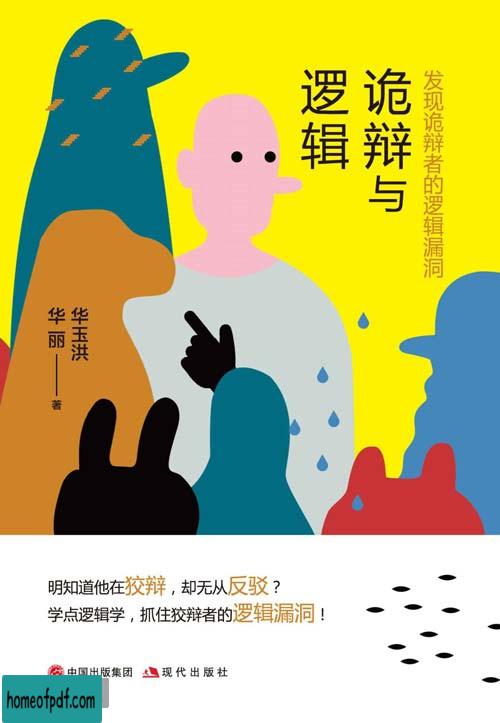 发现诡辩者的逻辑漏洞
诡辩与
逻辑
华玉洪
华丽——著
明知道他在狡辩，却无从反驳？
学点逻辑学，抓住狡辩者的逻辑漏洞！
中国出版集团 现代出版社
homeofpdf.com